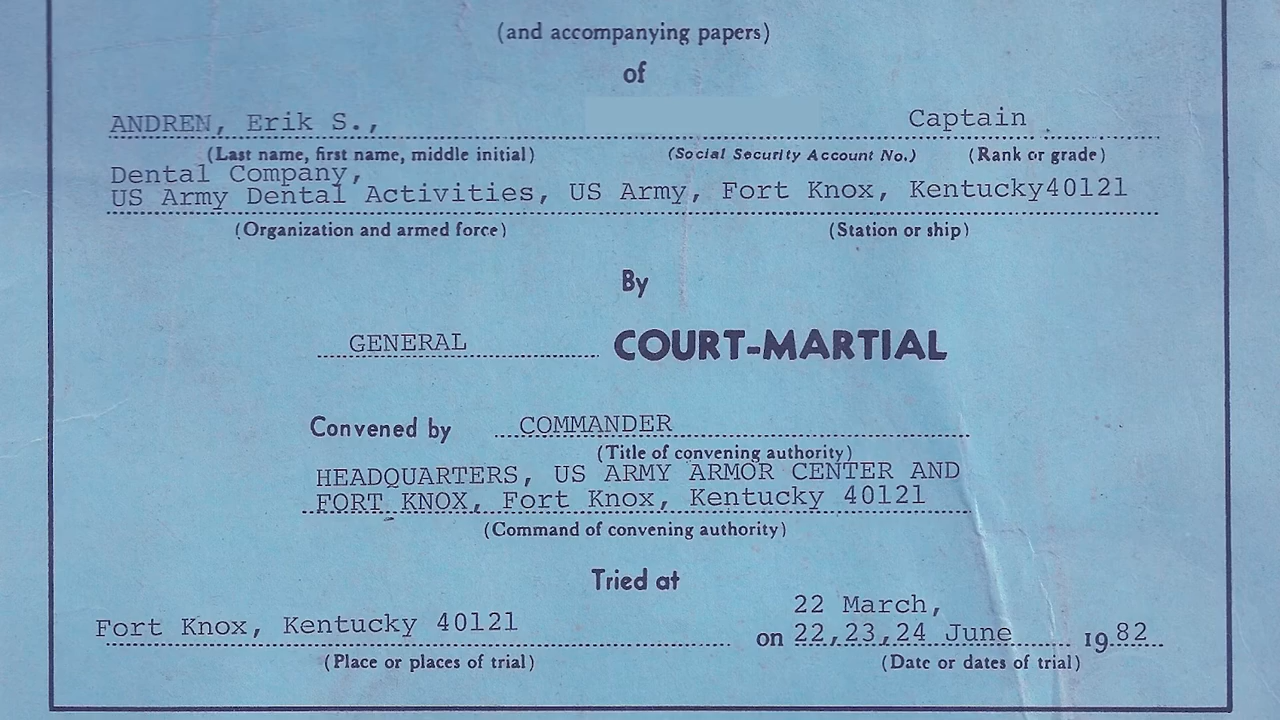 (and accompanying papers)
of
ANDREN, Erik S., Captain
(Last name, first name, middle initial) (Social Security Account No.) (Rank or grade)
Dental Company,
US Army Dental Activities, US Army, Fort Knox, Kentucky40121
(Organization and armed force) (Station or ship)
By
GENERAL COURT-MARTIAL
Convened by COMMANDER
(Title of convening authority)
HEADQUARTERS, US ARMY ARMOR CENTER AND
FORT KNOX, Fort Knox, Kentucky 40121
(Command of convening authority)
Tried at
22 March,
Fort Knox, Kentucky 40121 on 22,23,24 June 1982
(Place or places of trial) (Date or dates of trial)